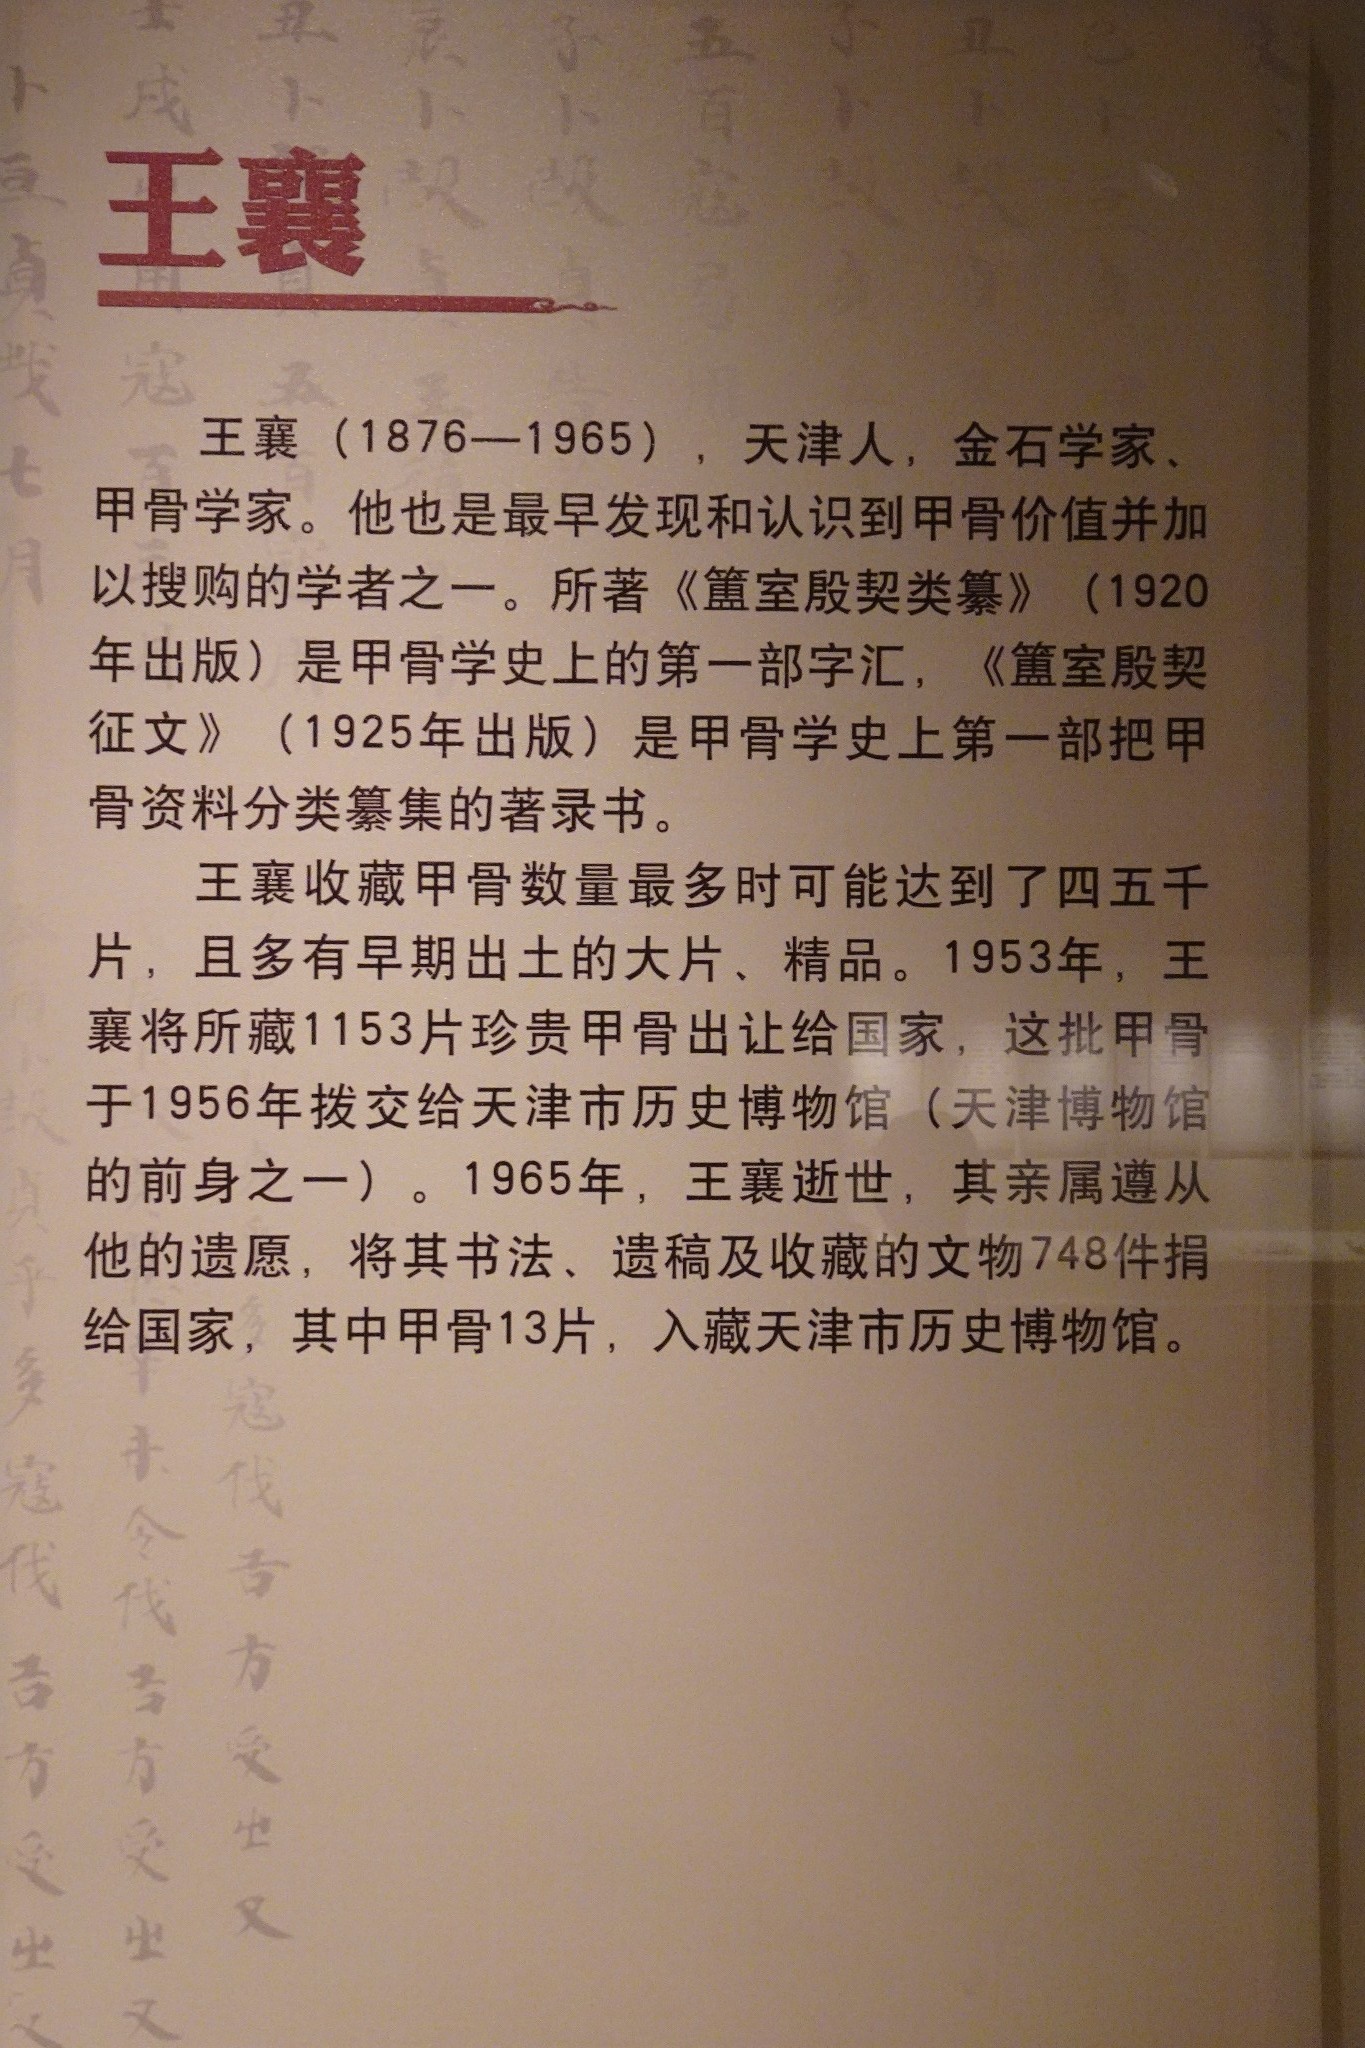 王襄
王襄（1876—1965），天津人，金石学家、
甲骨学家。他也是最早发现和认识到甲骨价值并加
以搜购的学者之一。所著《簠室殷契类纂》（1920
年出版）是甲骨学史上的第一部字汇，《簠室殷契
征文》（1925年出版）是甲骨学史上第一部把甲
骨资料分类纂集的著录书。
王襄收藏甲骨数量最多时可能达到了四五千
片，且多有早期出土的大片、精品。1953年，王
襄将所藏1153片珍贵甲骨出让给国家，这批甲骨
于1956年拨交给天津市历史博物馆（天津博物馆
的前身之一）。1965年，王襄逝世，其亲属遵从
他的遗愿，将其书法、遗稿及收藏的文物748件捐
给国家，其中甲骨13片，入藏天津市历史博物馆。